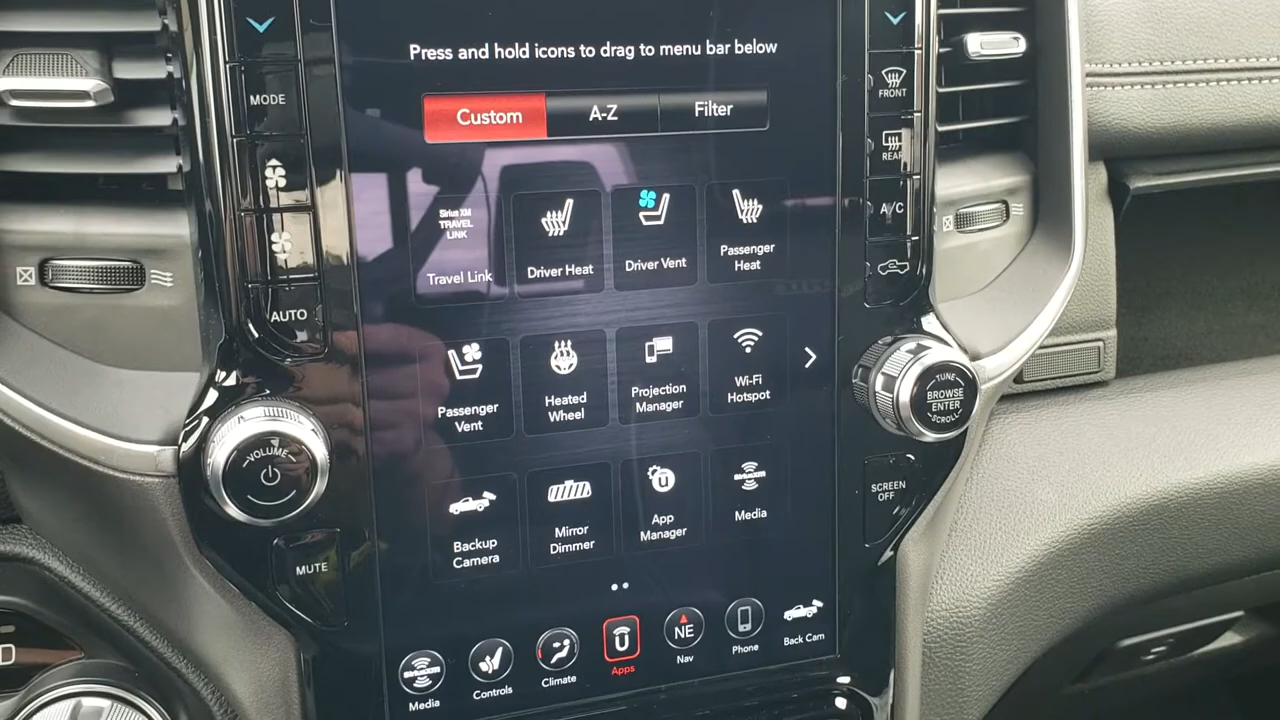 Press and hold icons to drag to menu bar below
Custom
A-Z
Filter
MODE
AUTO
FRONT
REAR
A/C
Sirius XM
TRAVEL
LINK
Travel Link
Driver Heat
Driver Vent
Passenger
Heat
Passenger
Vent
Heated
Wheel
Projection
Manager
Wi-Fi
Hotspot
Backup
Camera
Mirror
Dimmer
App
Manager
SiriusXM
Media
VOLUME
MUTE
TUNE
BROWSE
ENTER
SCROLL
SCREEN
OFF
SiriusXM
Media
Controls
Climate
Apps
NE
Nav
Phone
Back Cam